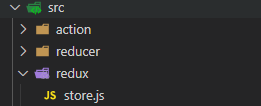 src
action
reducer
redux
JS store.js